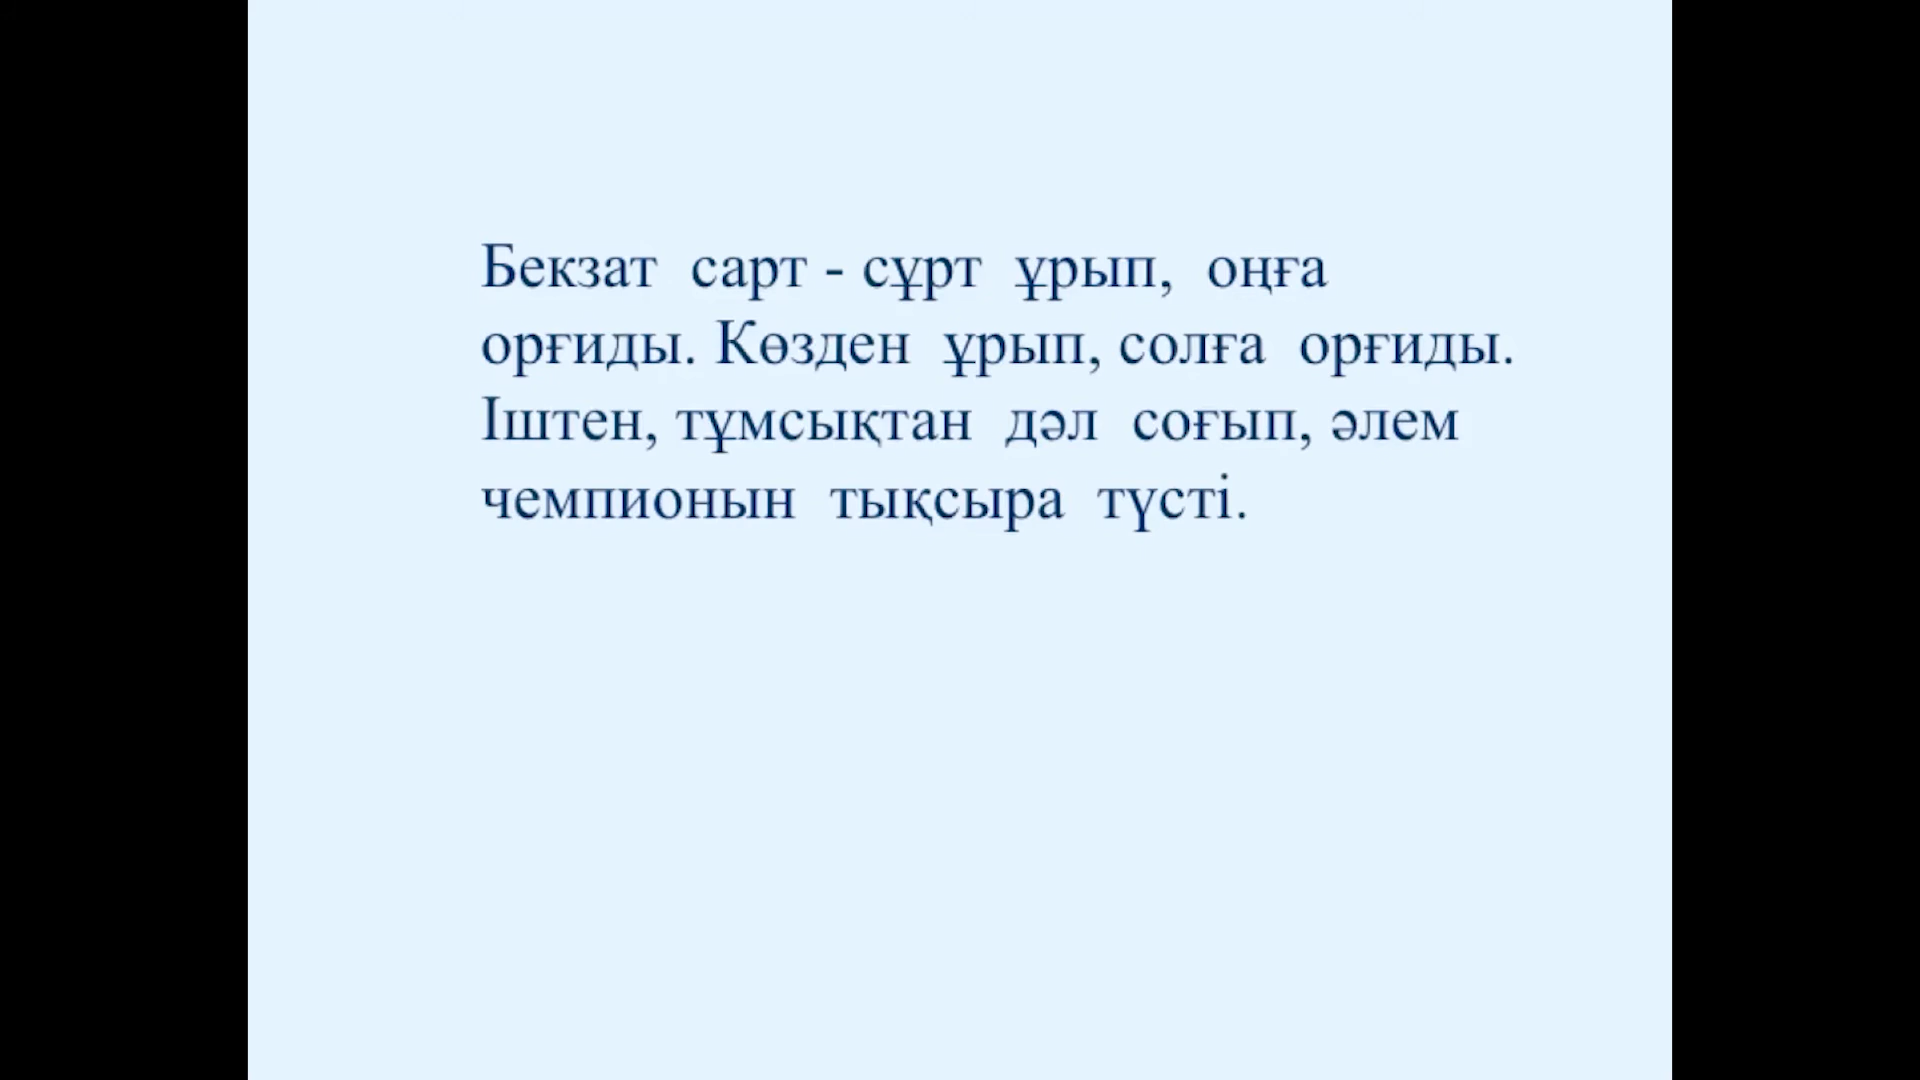 Бекзат сарт - сұрт ұрып, оңға
орғиды. Көзден ұрып, солға орғиды.
Іштен, тұмсықтан дәл соғып, әлем
чемпионын тықсыра түсті.